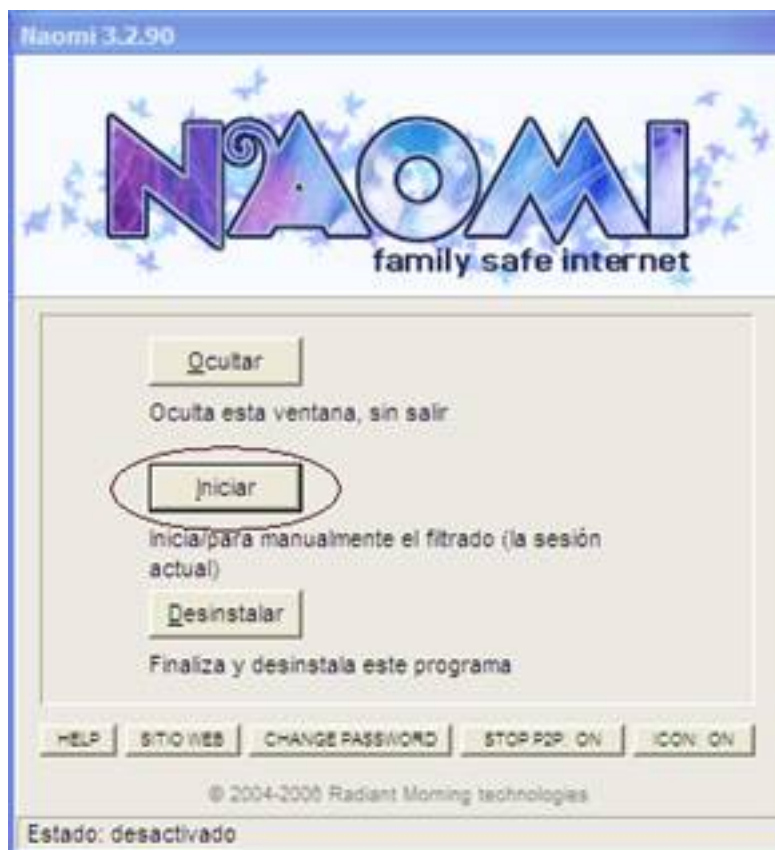 Naomi 3.2.90
NAOMI
family safe internet
Ocultar
Oculta esta ventana, sin salir
Iniciar
Inicia/para manualmente el filtrado (la sesión
actual)
Desinstalar
Finaliza y desinstala este programa
HELP SITIO WEB CHANGE PASSWORD STOP P2P: ON ICON: ON
© 2004-2006 Radiant Morning technologies
Estado: desactivado